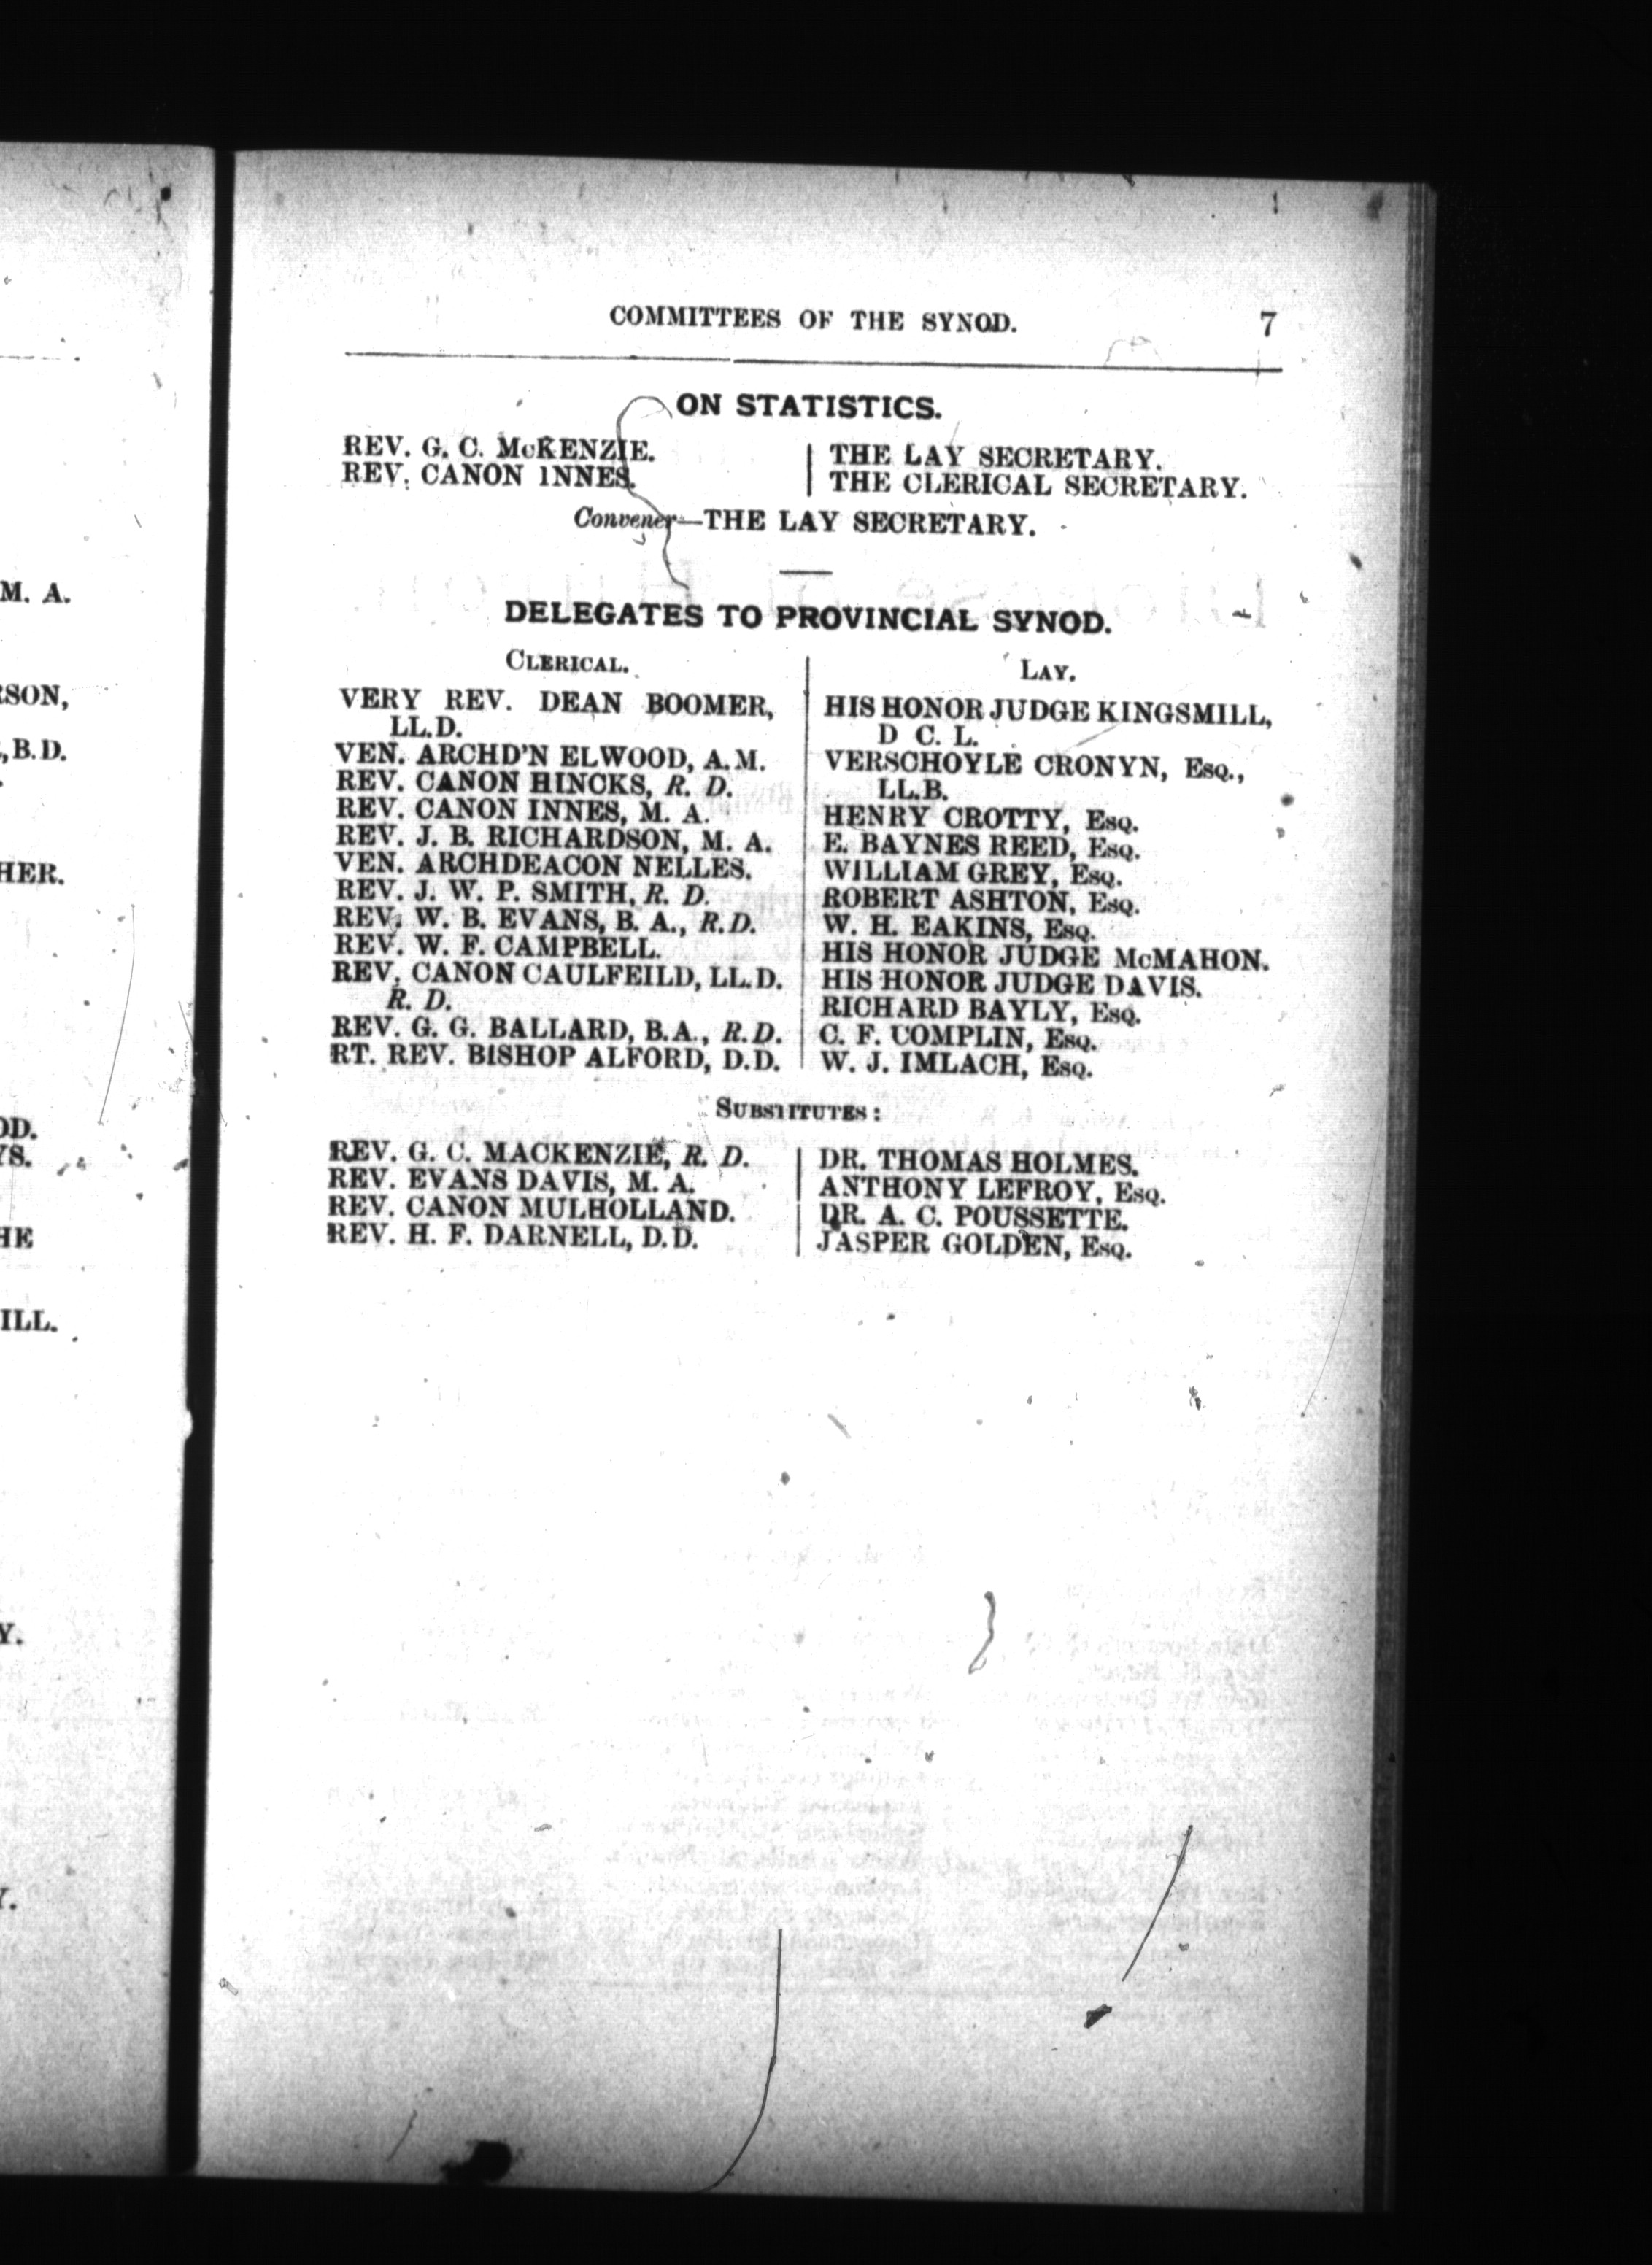 COMMITTEES OF THE SYNOD. 7
ON STATISTICS.
REV. G. C. McKENZIE.
REV. CANON INNES.
THE LAY SECRETARY.
THE CLERICAL SECRETARY.
Convener—THE LAY SECRETARY.
DELEGATES TO PROVINCIAL SYNOD.
CLERICAL.
VERY REV. DEAN BOOMER,
LL.D.
VEN. ARCHD'N ELWOOD, A.M.
REV. CANON HINCKS, R. D.
REV. CANON INNES, M. A.
REV. J. B. RICHARDSON, M. A.
VEN. ARCHDEACON NELLES.
REV. J. W. P. SMITH, R. D.
REV. W. B. EVANS, B. A., R.D.
REV. W. F. CAMPBELL.
REV. CANON CAULFEILD, LL.D.
R. D.
REV. G. G. BALLARD, B.A., R.D.
RT. REV. BISHOP ALFORD, D.D.
LAY.
HIS HONOR JUDGE KINGSMILL,
D C. L.
VERSCHOYLE CRONYN, Esq.,
LL.B.
HENRY CROTTY, Esq.
E. BAYNES REED, Esq.
WILLIAM GREY, Esq.
ROBERT ASHTON, Esq.
W. H. EAKINS, Esq.
HIS HONOR JUDGE McMAHON.
HIS HONOR JUDGE DAVIS.
RICHARD BAYLY, Esq.
C. F. COMPLIN, Esq.
W. J. IMLACH, Esq.
SUBSTITUTES:
REV. G. C. MACKENZIE, R. D.
REV. EVANS DAVIS, M. A.
REV. CANON MULHOLLAND.
REV. H. F. DARNELL, D.D.
DR. THOMAS HOLMES.
ANTHONY LEFROY, Esq.
DR. A. C. POUSSETTE.
JASPER GOLDEN, Esq.
M. A.
RSON,
, B.D.
HER.
OD.
YS.
HE
ILL.
Y.
Y.